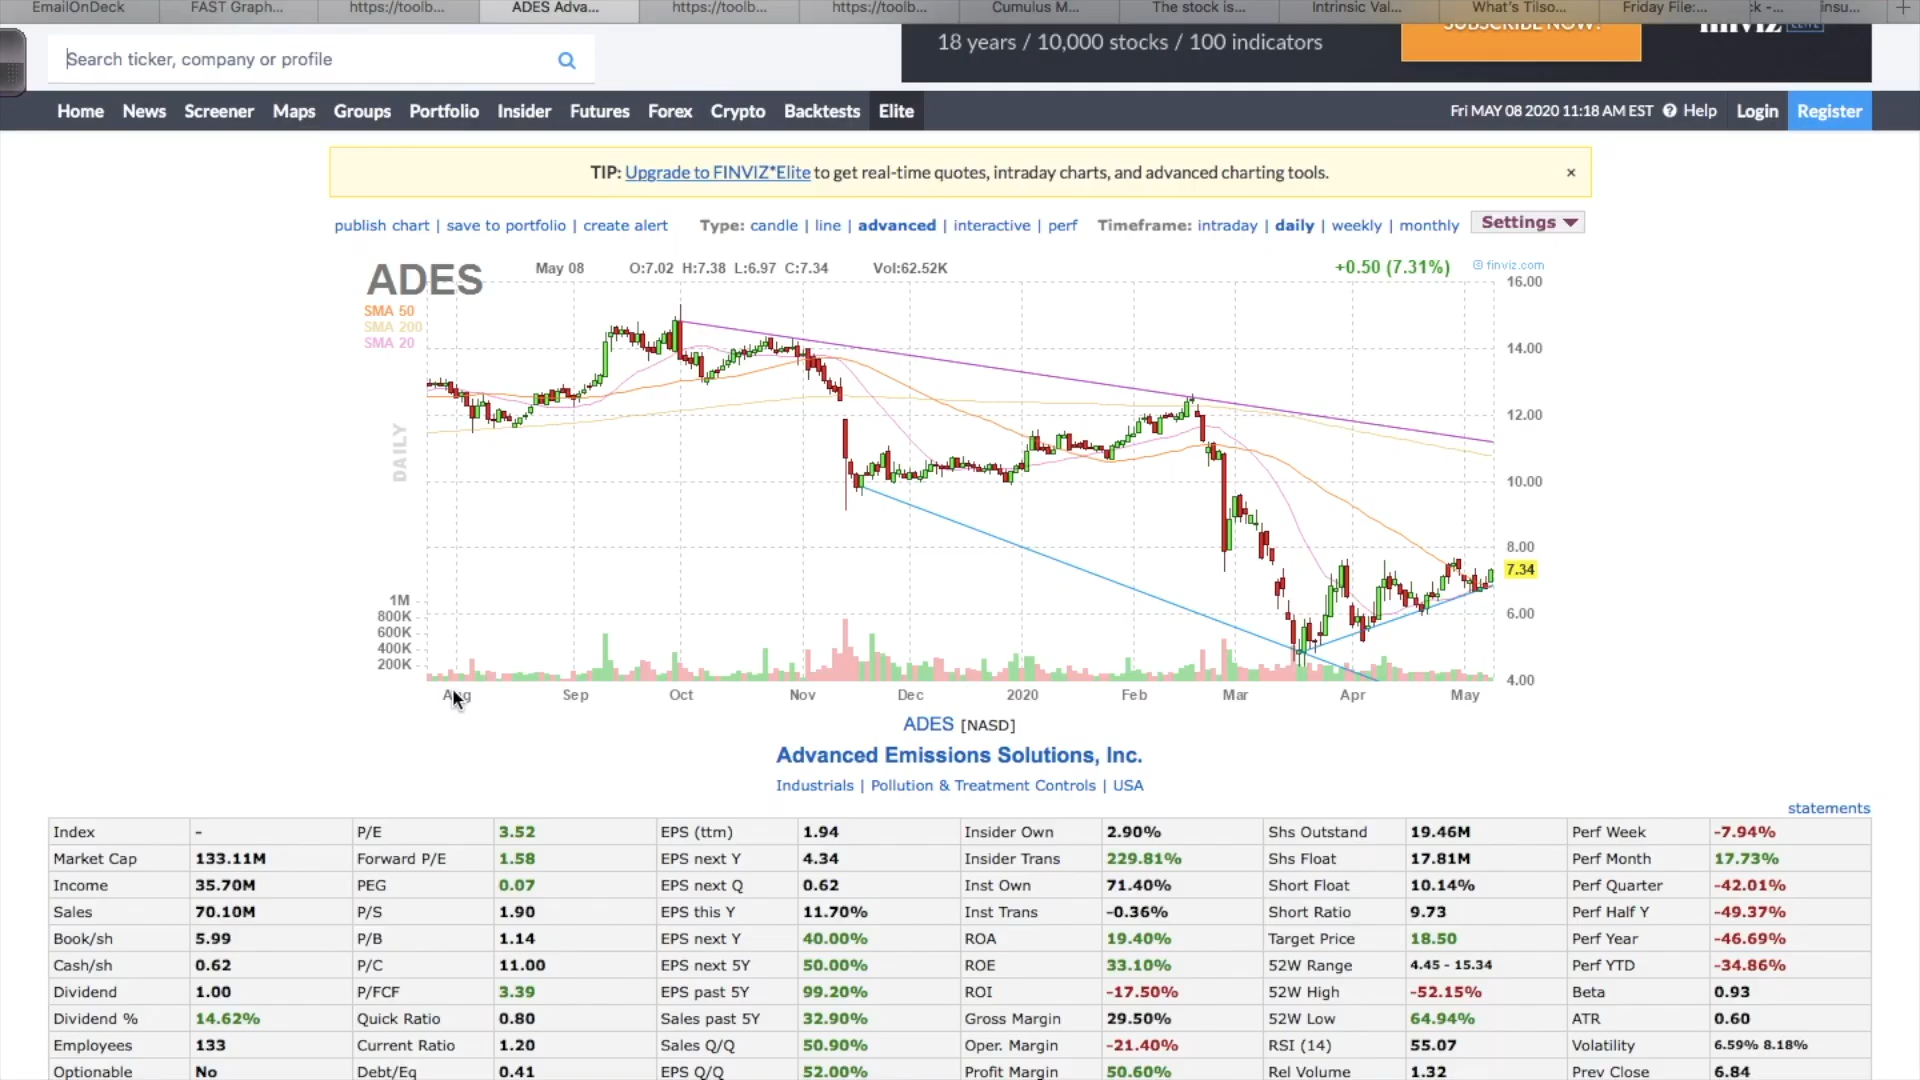 EmailOnDeck FAST Graph... https://toolb... ADES Adva... https://toolb... https://toolb... Cumulus M... The stock is... Intrinsic Val... What's Tilso... Friday File:... ck -... insu... +
Search ticker, company or profile
18 years / 10,000 stocks / 100 indicators
SUBSCRIBE NOW!
finviz ELITE
Home News Screener Maps Groups Portfolio Insider Futures Forex Crypto Backtests Elite Fri MAY 08 2020 11:18 AM EST Help Login Register
TIP: Upgrade to FINVIZ*Elite to get real-time quotes, intraday charts, and advanced charting tools. ×
publish chart | save to portfolio | create alert Type: candle | line | advanced | interactive | perf Timeframe: intraday | daily | weekly | monthly Settings
ADES May 08 O:7.02 H:7.38 L:6.97 C:7.34 Vol:62.52K +0.50 (7.31%) © finviz.com
SMA 50
SMA 200
SMA 20
DAILY
16.00
14.00
12.00
10.00
8.00
7.34
6.00
4.00
1M
800K
600K
400K
200K
Aug Sep Oct Nov Dec 2020 Feb Mar Apr May
ADES [NASD]
Advanced Emissions Solutions, Inc.
Industrials | Pollution & Treatment Controls | USA
statements
Index - P/E 3.52 EPS (ttm) 1.94 Insider Own 2.90% Shs Outstand 19.46M Perf Week -7.94%
Market Cap 133.11M Forward P/E 1.58 EPS next Y 4.34 Insider Trans 229.81% Shs Float 17.81M Perf Month 17.73%
Income 35.70M PEG 0.07 EPS next Q 0.62 Inst Own 71.40% Short Float 10.14% Perf Quarter -42.01%
Sales 70.10M P/S 1.90 EPS this Y 11.70% Inst Trans -0.36% Short Ratio 9.73 Perf Half Y -49.37%
Book/sh 5.99 P/B 1.14 EPS next Y 40.00% ROA 19.40% Target Price 18.50 Perf Year -46.69%
Cash/sh 0.62 P/C 11.00 EPS next 5Y 50.00% ROE 33.10% 52W Range 4.45 - 15.34 Perf YTD -34.86%
Dividend 1.00 P/FCF 3.39 EPS past 5Y 99.20% ROI -17.50% 52W High -52.15% Beta 0.93
Dividend % 14.62% Quick Ratio 0.80 Sales past 5Y 32.90% Gross Margin 29.50% 52W Low 64.94% ATR 0.60
Employees 133 Current Ratio 1.20 Sales Q/Q 50.90% Oper. Margin -21.40% RSI (14) 55.07 Volatility 6.59% 8.18%
Optionable No Debt/Eq 0.41 EPS Q/Q 52.00% Profit Margin 50.60% Rel Volume 1.32 Prev Close 6.84